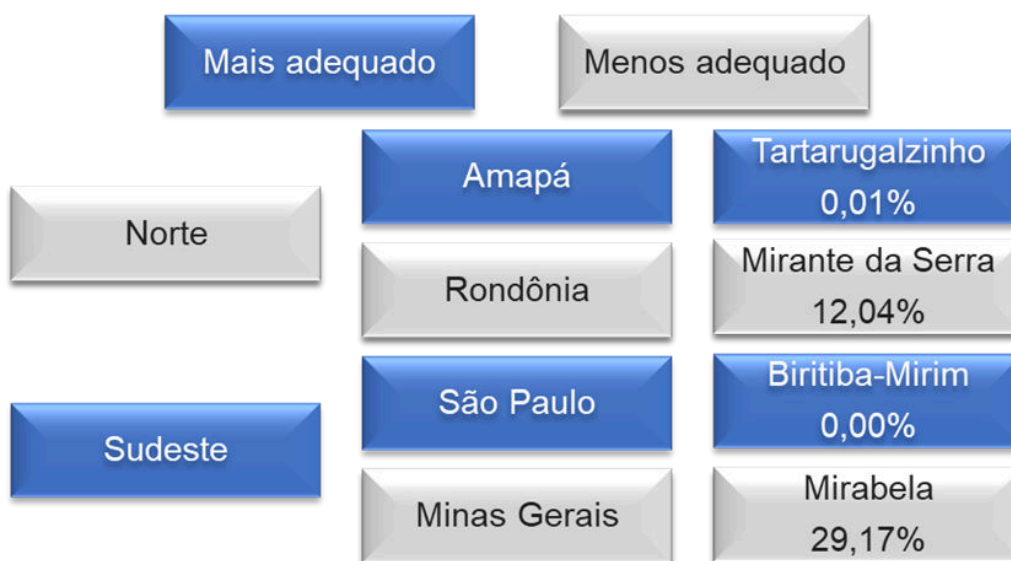 Mais adequado
Menos adequado
Norte
Amapá
Tartarugalzinho
0,01%
Rondônia
Mirante da Serra
12,04%
Sudeste
São Paulo
Biritiba-Mirim
0,00%
Minas Gerais
Mirabela
29,17%